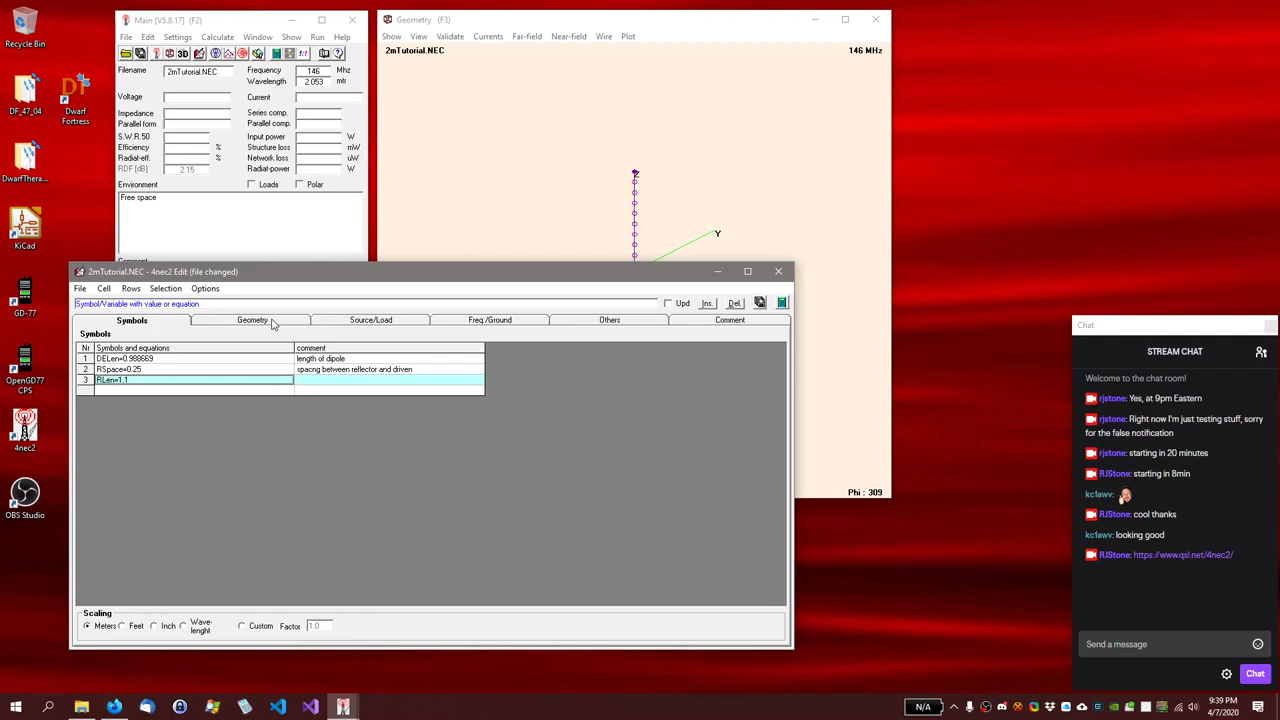 Recycle Bin
DF_47_04
Dwarf
Fortress
DwarfThera...
KiCad
GD-77
OpenGD77
CPS
4nec2
OBS Studio
Main [V5.8.17] (F2)
File Edit Settings Calculate Window Show Run Help
3D
1:1
Filename 2mTutorial.NEC Frequency 146 Mhz
Wavelength 2.053 mtr
Voltage Current
Impedance Series comp.
Parallel form Parallel comp.
S.W.R.50 Input power W
Efficiency % Structure loss mW
Radiat-eff. % Network loss uW
RDF [dB] 2.15 Radiat-power W
Environment Loads Polar
Free space
Comment
Geometry (F3)
Show View Validate Currents Far-field Near-field Wire Plot
2mTutorial.NEC 146 MHz
Z
Y
Phi : 309
2mTutorial.NEC - 4nec2 Edit (file changed)
File Cell Rows Selection Options
Symbol/Variable with value or equation Upd Ins. Del.
Symbols Geometry Source/Load Freq./Ground Others Comment
Symbols
Nr Symbols and equations comment
1 DELen=0.988669 length of dipole
2 RSpace=0.25 spacng between reflector and driven
3 RLen=1.1
Scaling
Meters Feet Inch Wave-lenght Custom Factor 1.0
Chat
STREAM CHAT
Welcome to the chat room!
rjstone: Yes, at 9pm Eastern
rjstone: Right now I'm just testing stuff, sorry
for the false notification
rjstone: starting in 20 minutes
RJStone: starting in 8min
kcfawv:
RJStone: cool thanks
kcfawv: looking good
RJStone: https://www.qsl.net/4nec2/
Send a message
Chat
N/A
9:39 PM
4/7/2020